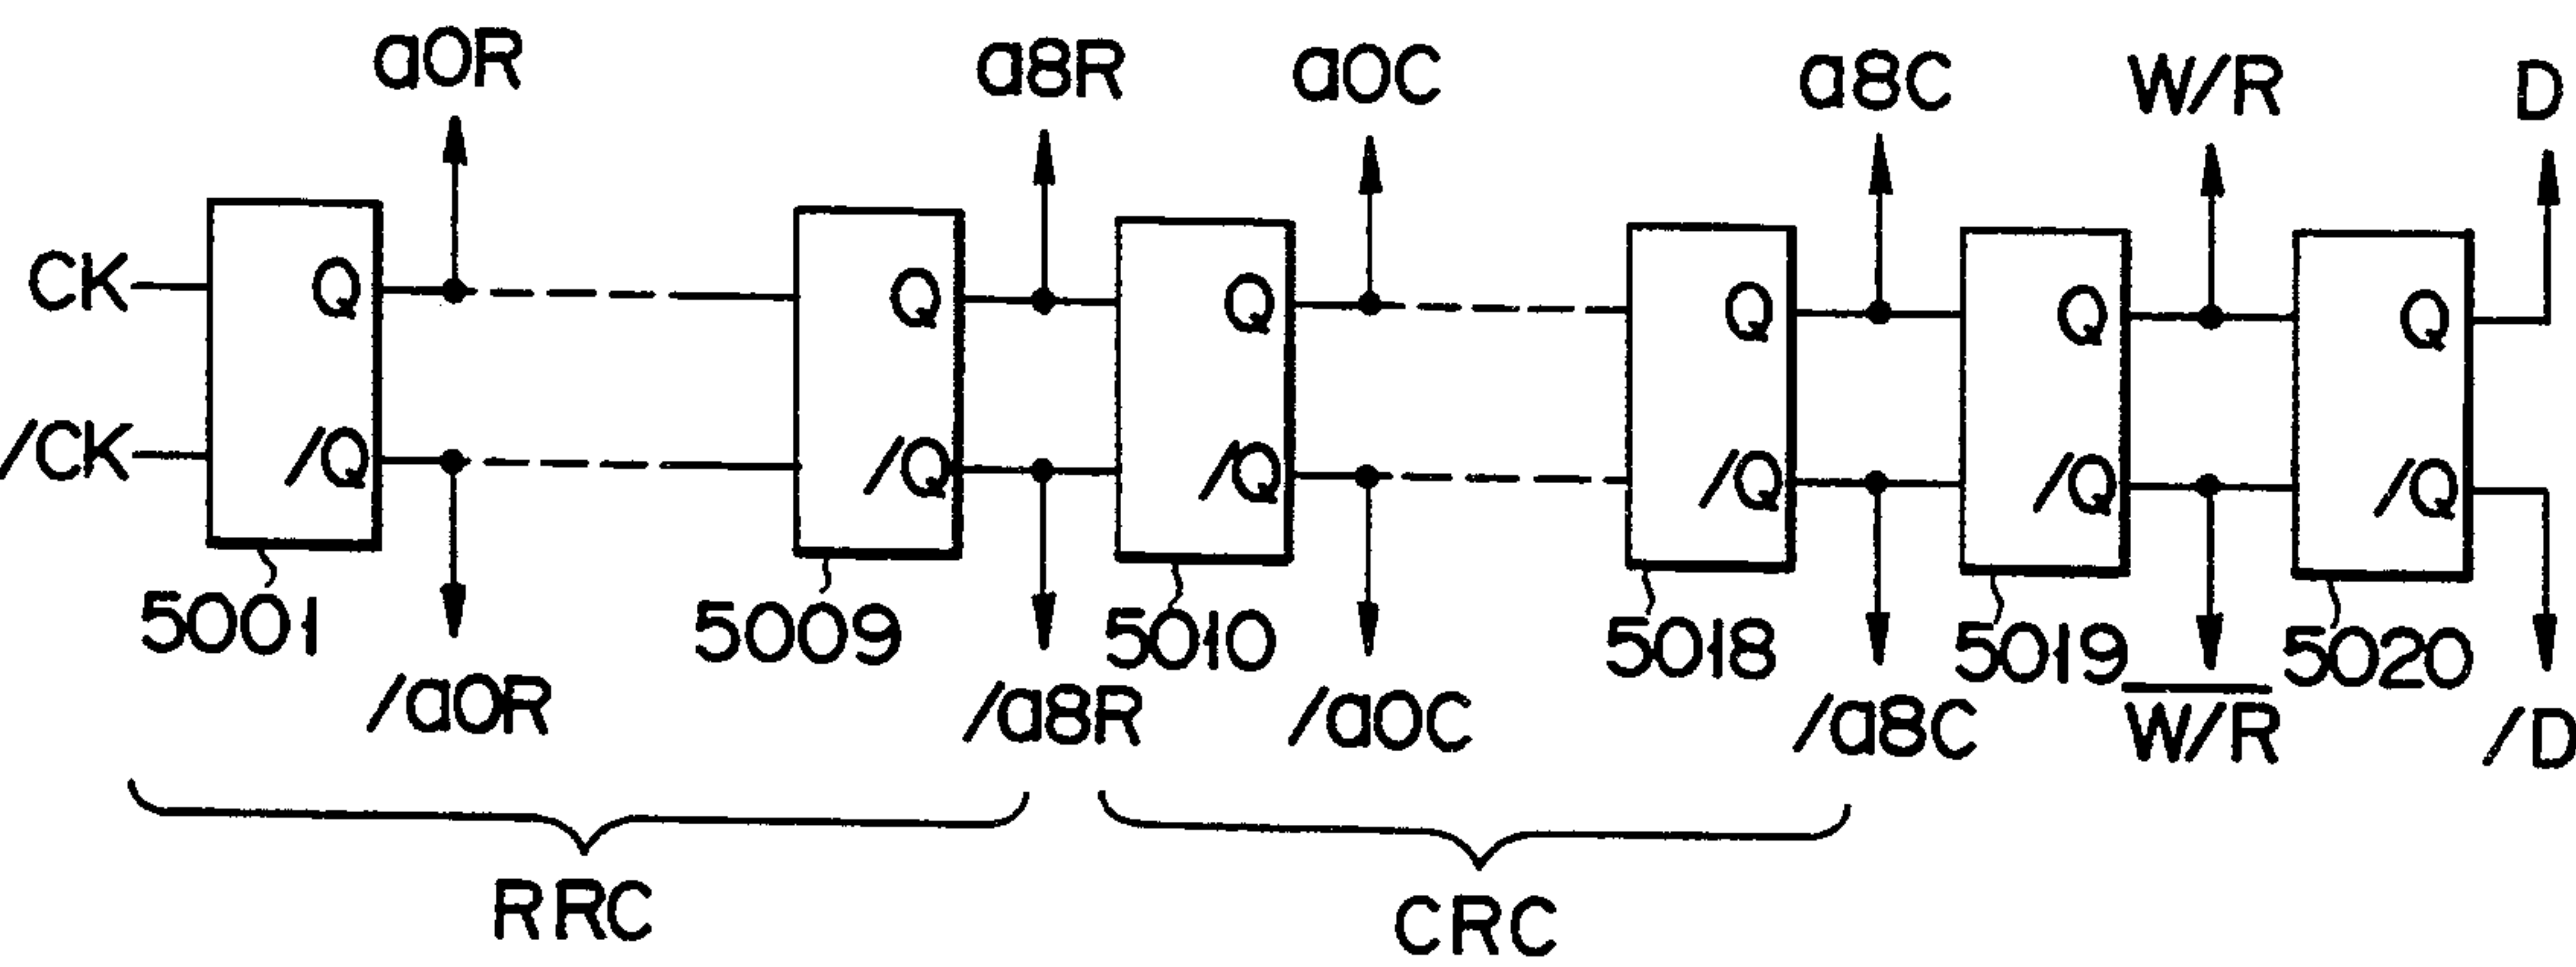 a0R a8R a0C a8C W/R D
CK Q Q Q Q Q Q
/CK /Q /Q /Q /Q /Q /Q
5001 5009 5010 5018 5019 5020
/a0R /a8R /a0C /a8C W/R /D
RRC CRC